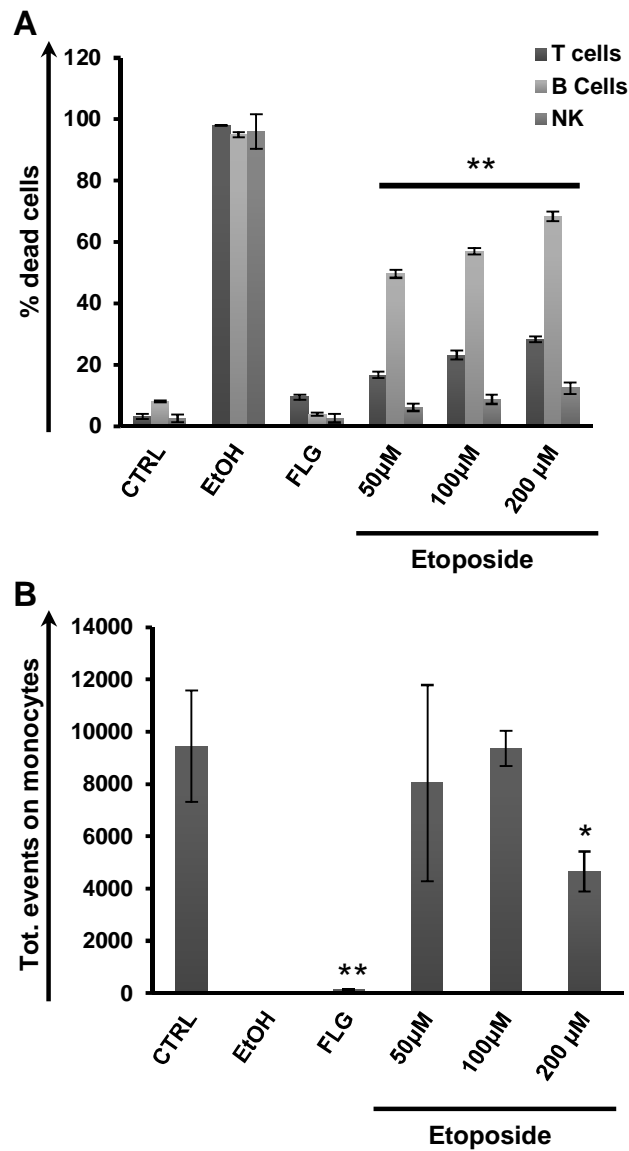 A
120
100
80
60
40
20
0
% dead cells
T cells
B Cells
NK
**
CTRL
EtOH
FLG
50µM
100µM
200 µM
Etoposide
B
14000
12000
10000
8000
6000
4000
2000
0
Tot. events on monocytes
**
*
CTRL
EtOH
FLG
50µM
100µM
200 µM
Etoposide